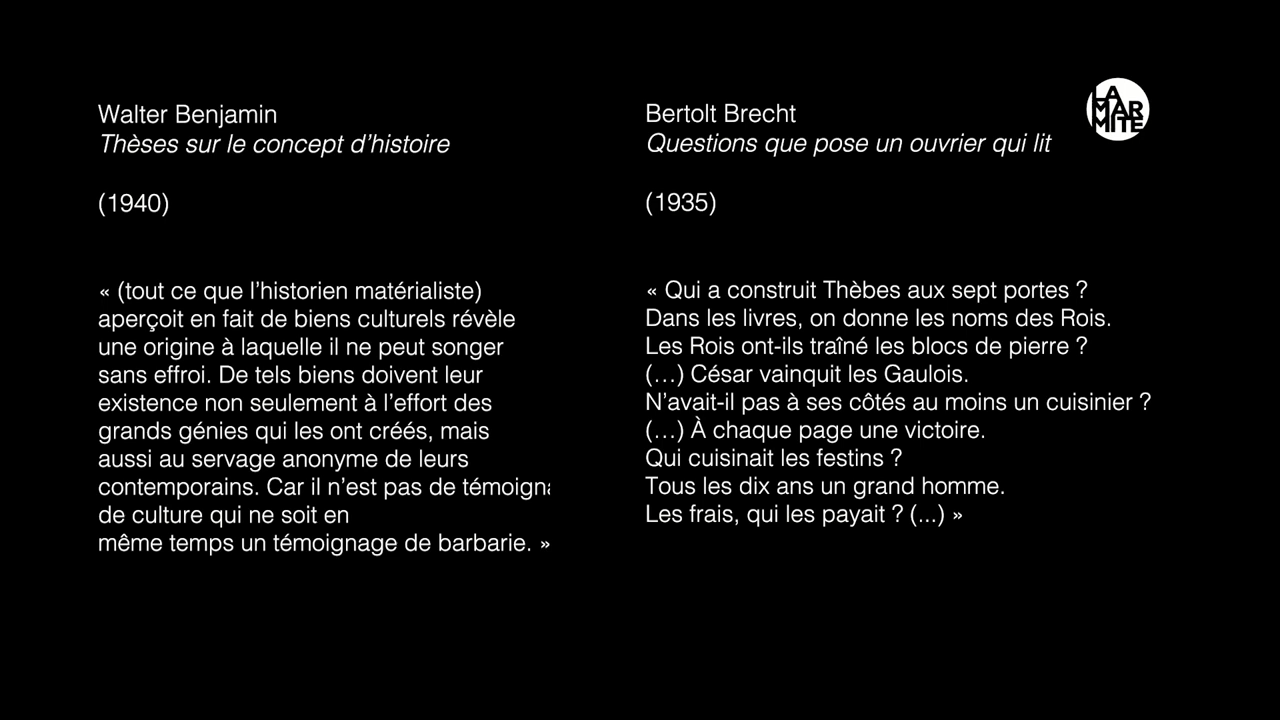 Walter Benjamin
Thèses sur le concept d’histoire
(1940)
« (tout ce que l’historien matérialiste)
aperçoit en fait de biens culturels révèle
une origine à laquelle il ne peut songer
sans effroi. De tels biens doivent leur
existence non seulement à l’effort des
grands génies qui les ont créés, mais
aussi au servage anonyme de leurs
contemporains. Car il n’est pas de
de culture qui ne soit en
même temps un témoignage de barbarie. »
Bertolt Brecht
Questions que pose un ouvrier qui lit
(1935)
« Qui a construit Thèbes aux sept portes ?
Dans les livres, on donne les noms des Rois.
Les Rois ont-ils traîné les blocs de pierre ?
(…) César vainquit les Gaulois.
N’avait-il pas à ses côtés au moins un cuisinier ?
(…) À chaque page une victoire.
Qui cuisinait les festins ?
Tous les dix ans un grand homme.
Les frais, qui les payait ? (...) »
LA
MAR
MITE